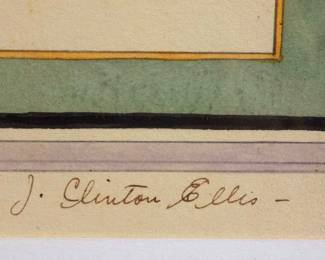 J. Clinton Ellis -